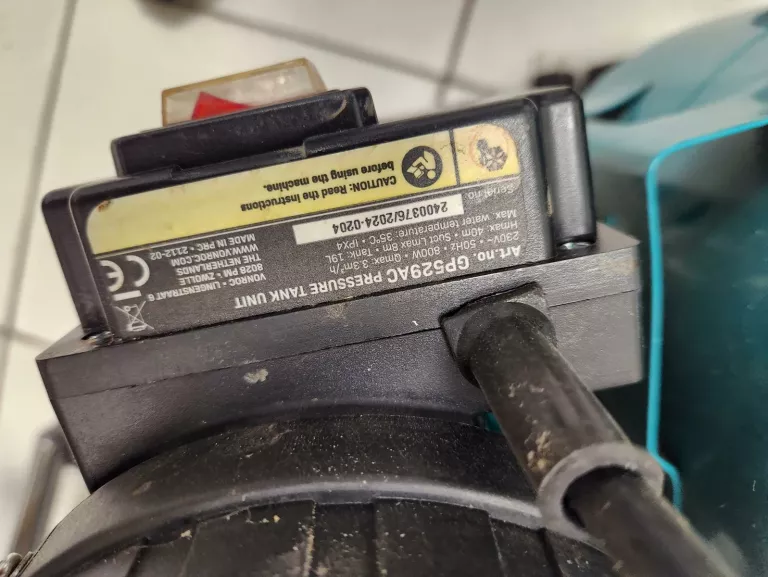 Art.no. GP529AC PRESSURE TANK UNIT
230V~ • 50Hz • 800W • Qmax: 3.3m³/h
Hmax: 40m • Suct Lmax 8m Tank: 19L
Max. water temperature: 35°C, IPX4
Serial no.
2400376/2024-0204
VONROC • LINGENSTRAAT 6
8028 PM • ZWOLLE
THE NETHERLANDS
WWW.VONROC.COM
MADE IN PRC • 2112-02
CE
CAUTION: Read the instructions
before using the machine.